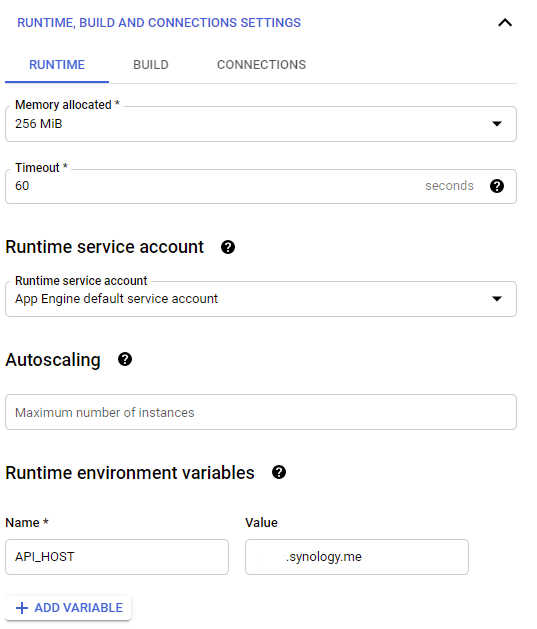 RUNTIME, BUILD AND CONNECTIONS SETTINGS
RUNTIME BUILD CONNECTIONS
Memory allocated *
256 MiB
Timeout *
60 seconds
Runtime service account
Runtime service account
App Engine default service account
Autoscaling
Maximum number of instances
Runtime environment variables
Name * Value
API_HOST .synology.me
+ ADD VARIABLE